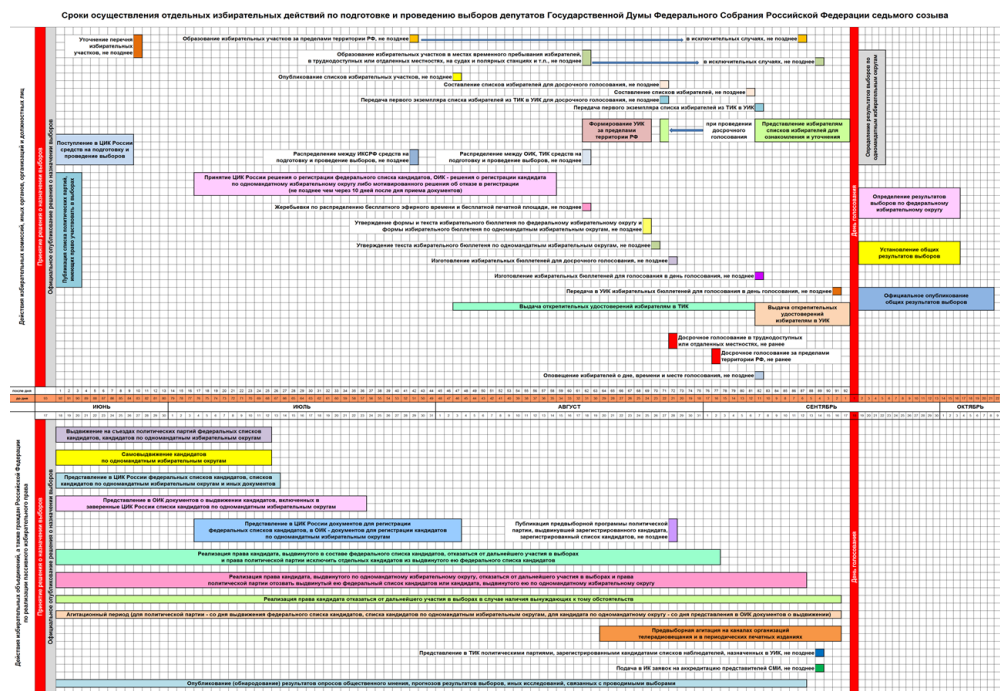 Сроки осуществления отдельных избирательных действий по подготовке и проведению выборов депутатов Государственной Думы Федерального Собрания Российской Федерации седьмого созыва
Действия избирательных комиссий, иных органов, организаций и должностных лиц
Принятие решения о назначении выборов
Официальное опубликование решения о назначении выборов
Уточнение перечня
избирательных
участков, не позднее
Образование избирательных участков за пределами территории РФ, не позднее
в исключительных случаях, не позднее
Образование избирательных участков в местах временного пребывания избирателей,
в труднодоступных или отдаленных местностях, на судах и полярных станциях и т.п., не позднее
в исключительных случаях, не позднее
Опубликование списков избирательных участков, не позднее
Составление списков избирателей для досрочного голосования, не позднее
Составление списков избирателей, не позднее
Передача первого экземпляра списка избирателей из ТИК в УИК для досрочного голосования, не позднее
Передача первого экземпляра списка избирателей из ТИК в УИК, не позднее
Формирование УИК
за пределами
территории РФ
при проведении
досрочного
голосования
Представление избирателям
списков избирателей для
ознакомления и уточнения
Определение результатов выборов по
одномандатным избирательным округам
Поступление в ЦИК России
средств на подготовку и
проведение выборов
Распределение между ИКСРФ средств на
подготовку и проведение выборов, не позднее
Распределение между ОИК, ТИК средств на
подготовку и проведение выборов, не позднее
Публикация списка политических партий,
имеющих право участвовать в выборах
Принятие ЦИК России решения о регистрации федерального списка кандидатов, ОИК - решения о регистрации кандидата
по одномандатному избирательному округу либо мотивированного решения об отказе в регистрации
(не позднее чем через 10 дней после дня приема документов)
Жеребьевки по распределению бесплатного эфирного времени и бесплатной печатной площади, не позднее
Утверждение формы и текста избирательного бюллетеня по федеральному избирательному округу и
формы избирательного бюллетеня по одномандатным избирательным округам, не позднее
Утверждение текста избирательного бюллетеня по одномандатным избирательным округам, не позднее
Изготовление избирательных бюллетеней для досрочного голосования, не позднее
Изготовление избирательных бюллетеней для голосования в день голосования, не позднее
Передача в УИК избирательных бюллетеней для голосования в день голосования, не позднее
Выдача открепительных удостоверений избирателям в ТИК
Выдача открепительных
удостоверений
избирателям в УИК
День голосования
Определение результатов
выборов по федеральному
избирательному округу
Установление общих
результатов выборов
Официальное опубликование
общих результатов выборов
Досрочное голосование в труднодоступных
или отдаленных местностях, не ранее
Досрочное голосование за пределами
территории РФ, не ранее
Оповещение избирателей о дне, времени и месте голосования, не позднее
ИЮНЬ
ИЮЛЬ
АВГУСТ
СЕНТЯБРЬ
ОКТЯБРЬ
Действия избирательных объединений, а также граждан Российской Федерации
по реализации пассивного избирательного права
Принятие решения о назначении выборов
Официальное опубликование решения о назначении выборов
Выдвижение на съездах политических партий федеральных списков
кандидатов, кандидатов по одномандатным избирательным округам
Самовыдвижение кандидатов
по одномандатным избирательным округам
Представление в ЦИК России федеральных списков кандидатов, списков
кандидатов по одномандатным избирательным округам и иных документов
Представление в ОИК документов о выдвижении кандидатов, включенных в
заверенные ЦИК России списки кандидатов по одномандатным избирательным округам
Представление в ЦИК России документов для регистрации
федеральных списков кандидатов, в ОИК - документов для регистрации кандидатов
по одномандатным избирательным округам
Публикация предвыборной программы политической
партии, выдвинувшей зарегистрированного кандидата,
зарегистрированный список кандидатов, не позднее
Реализация права кандидата, выдвинутого в составе федерального списка кандидатов, отказаться от дальнейшего участия в выборах
и права политической партии исключить отдельных кандидатов из выдвинутого ею федерального списка кандидатов
Реализация права кандидата, выдвинутого по одномандатному избирательному округу, отказаться от дальнейшего участия в выборах и права
политической партии отозвать выдвинутый ею федеральный список кандидатов или кандидата, выдвинутого ею по одномандатному избирательному округу
Реализация права кандидата отказаться от дальнейшего участия в выборах в случае наличия вынуждающих к тому обстоятельств
Агитационный период (для политической партии - со дня выдвижения федерального списка кандидатов, списка кандидатов по одномандатным избирательным округам, для кандидата по одномандатному округу - со дня представления в ОИК документов о выдвижении)
Предвыборная агитация на каналах организаций
телерадиовещания и в периодических печатных изданиях
День голосования
Представление в ТИК политическими партиями, зарегистрированными кандидатами списков наблюдателей, назначенных в УИК, не позднее
Подача в ИК заявок на аккредитацию представителей СМИ, не позднее
Опубликование (обнародование) результатов опросов общественного мнения, прогнозов результатов выборов, иных исследований, связанных с проводимыми выборами